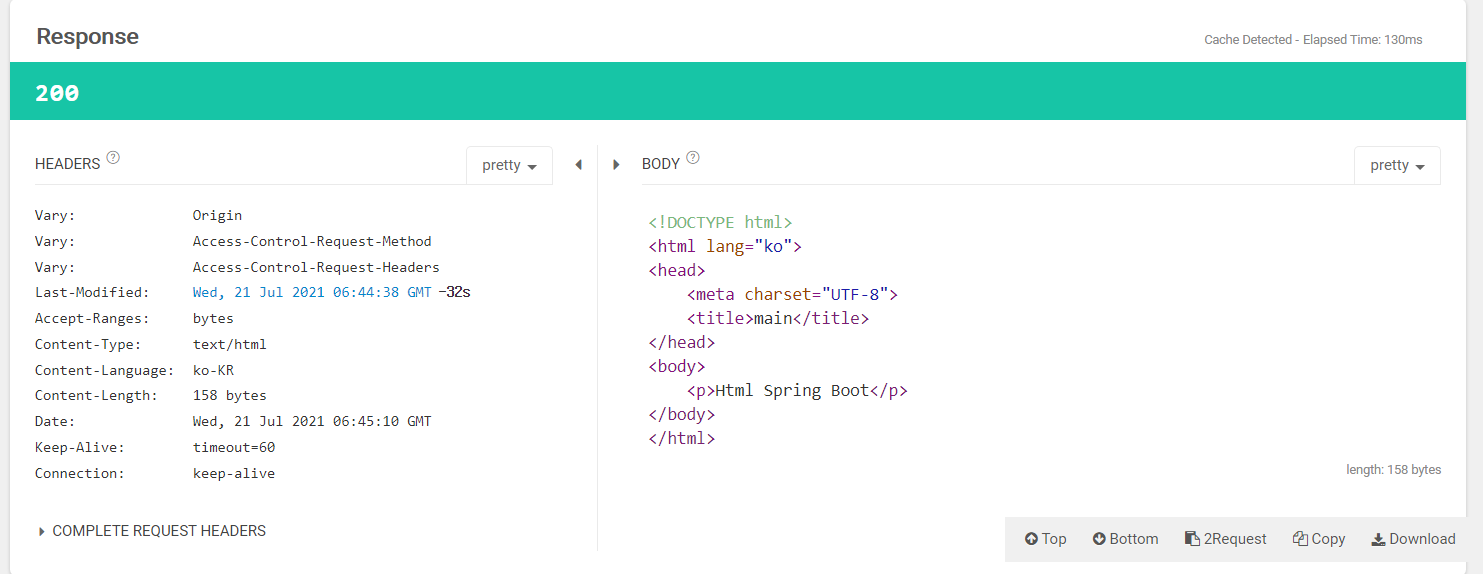 Response
Cache Detected - Elapsed Time: 130ms
200
HEADERS ?
pretty
Vary: Origin
Vary: Access-Control-Request-Method
Vary: Access-Control-Request-Headers
Last-Modified: Wed, 21 Jul 2021 06:44:38 GMT -32s
Accept-Ranges: bytes
Content-Type: text/html
Content-Language: ko-KR
Content-Length: 158 bytes
Date: Wed, 21 Jul 2021 06:45:10 GMT
Keep-Alive: timeout=60
Connection: keep-alive
COMPLETE REQUEST HEADERS
BODY ?
pretty
<!DOCTYPE html>
<html lang="ko">
<head>
    <meta charset="UTF-8">
    <title>main</title>
</head>
<body>
    <p>Html Spring Boot</p>
</body>
</html>
length: 158 bytes
Top Bottom 2Request Copy Download